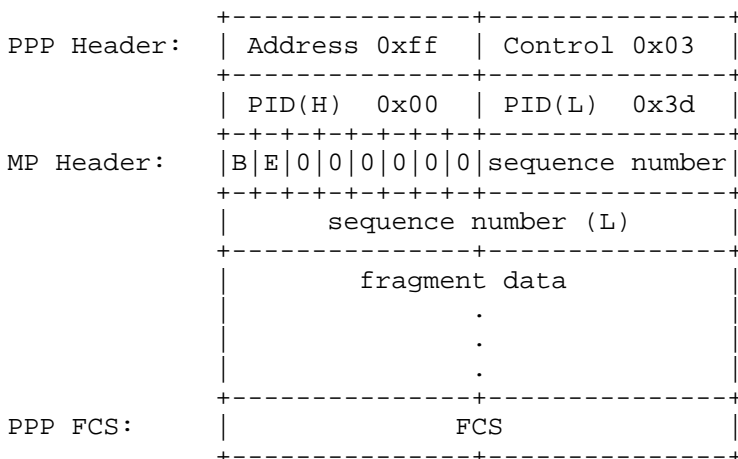 +---------------+---------------+
PPP Header:  | Address 0xff  | Control 0x03  |
             +---------------+---------------+
             | PID(H)  0x00  | PID(L)  0x3d  |
             +-+-+-+-+-+-+-+-+---------------+
MP Header:   |B|E|0|0|0|0|0|0|sequence number|
             +-+-+-+-+-+-+-+-+---------------+
             |      sequence number (L)      |
             +---------------+---------------+
             |        fragment data          |
             |               .               |
             |               .               |
             |               .               |
             +---------------+---------------+
PPP FCS:     |              FCS              |
             +---------------+---------------+